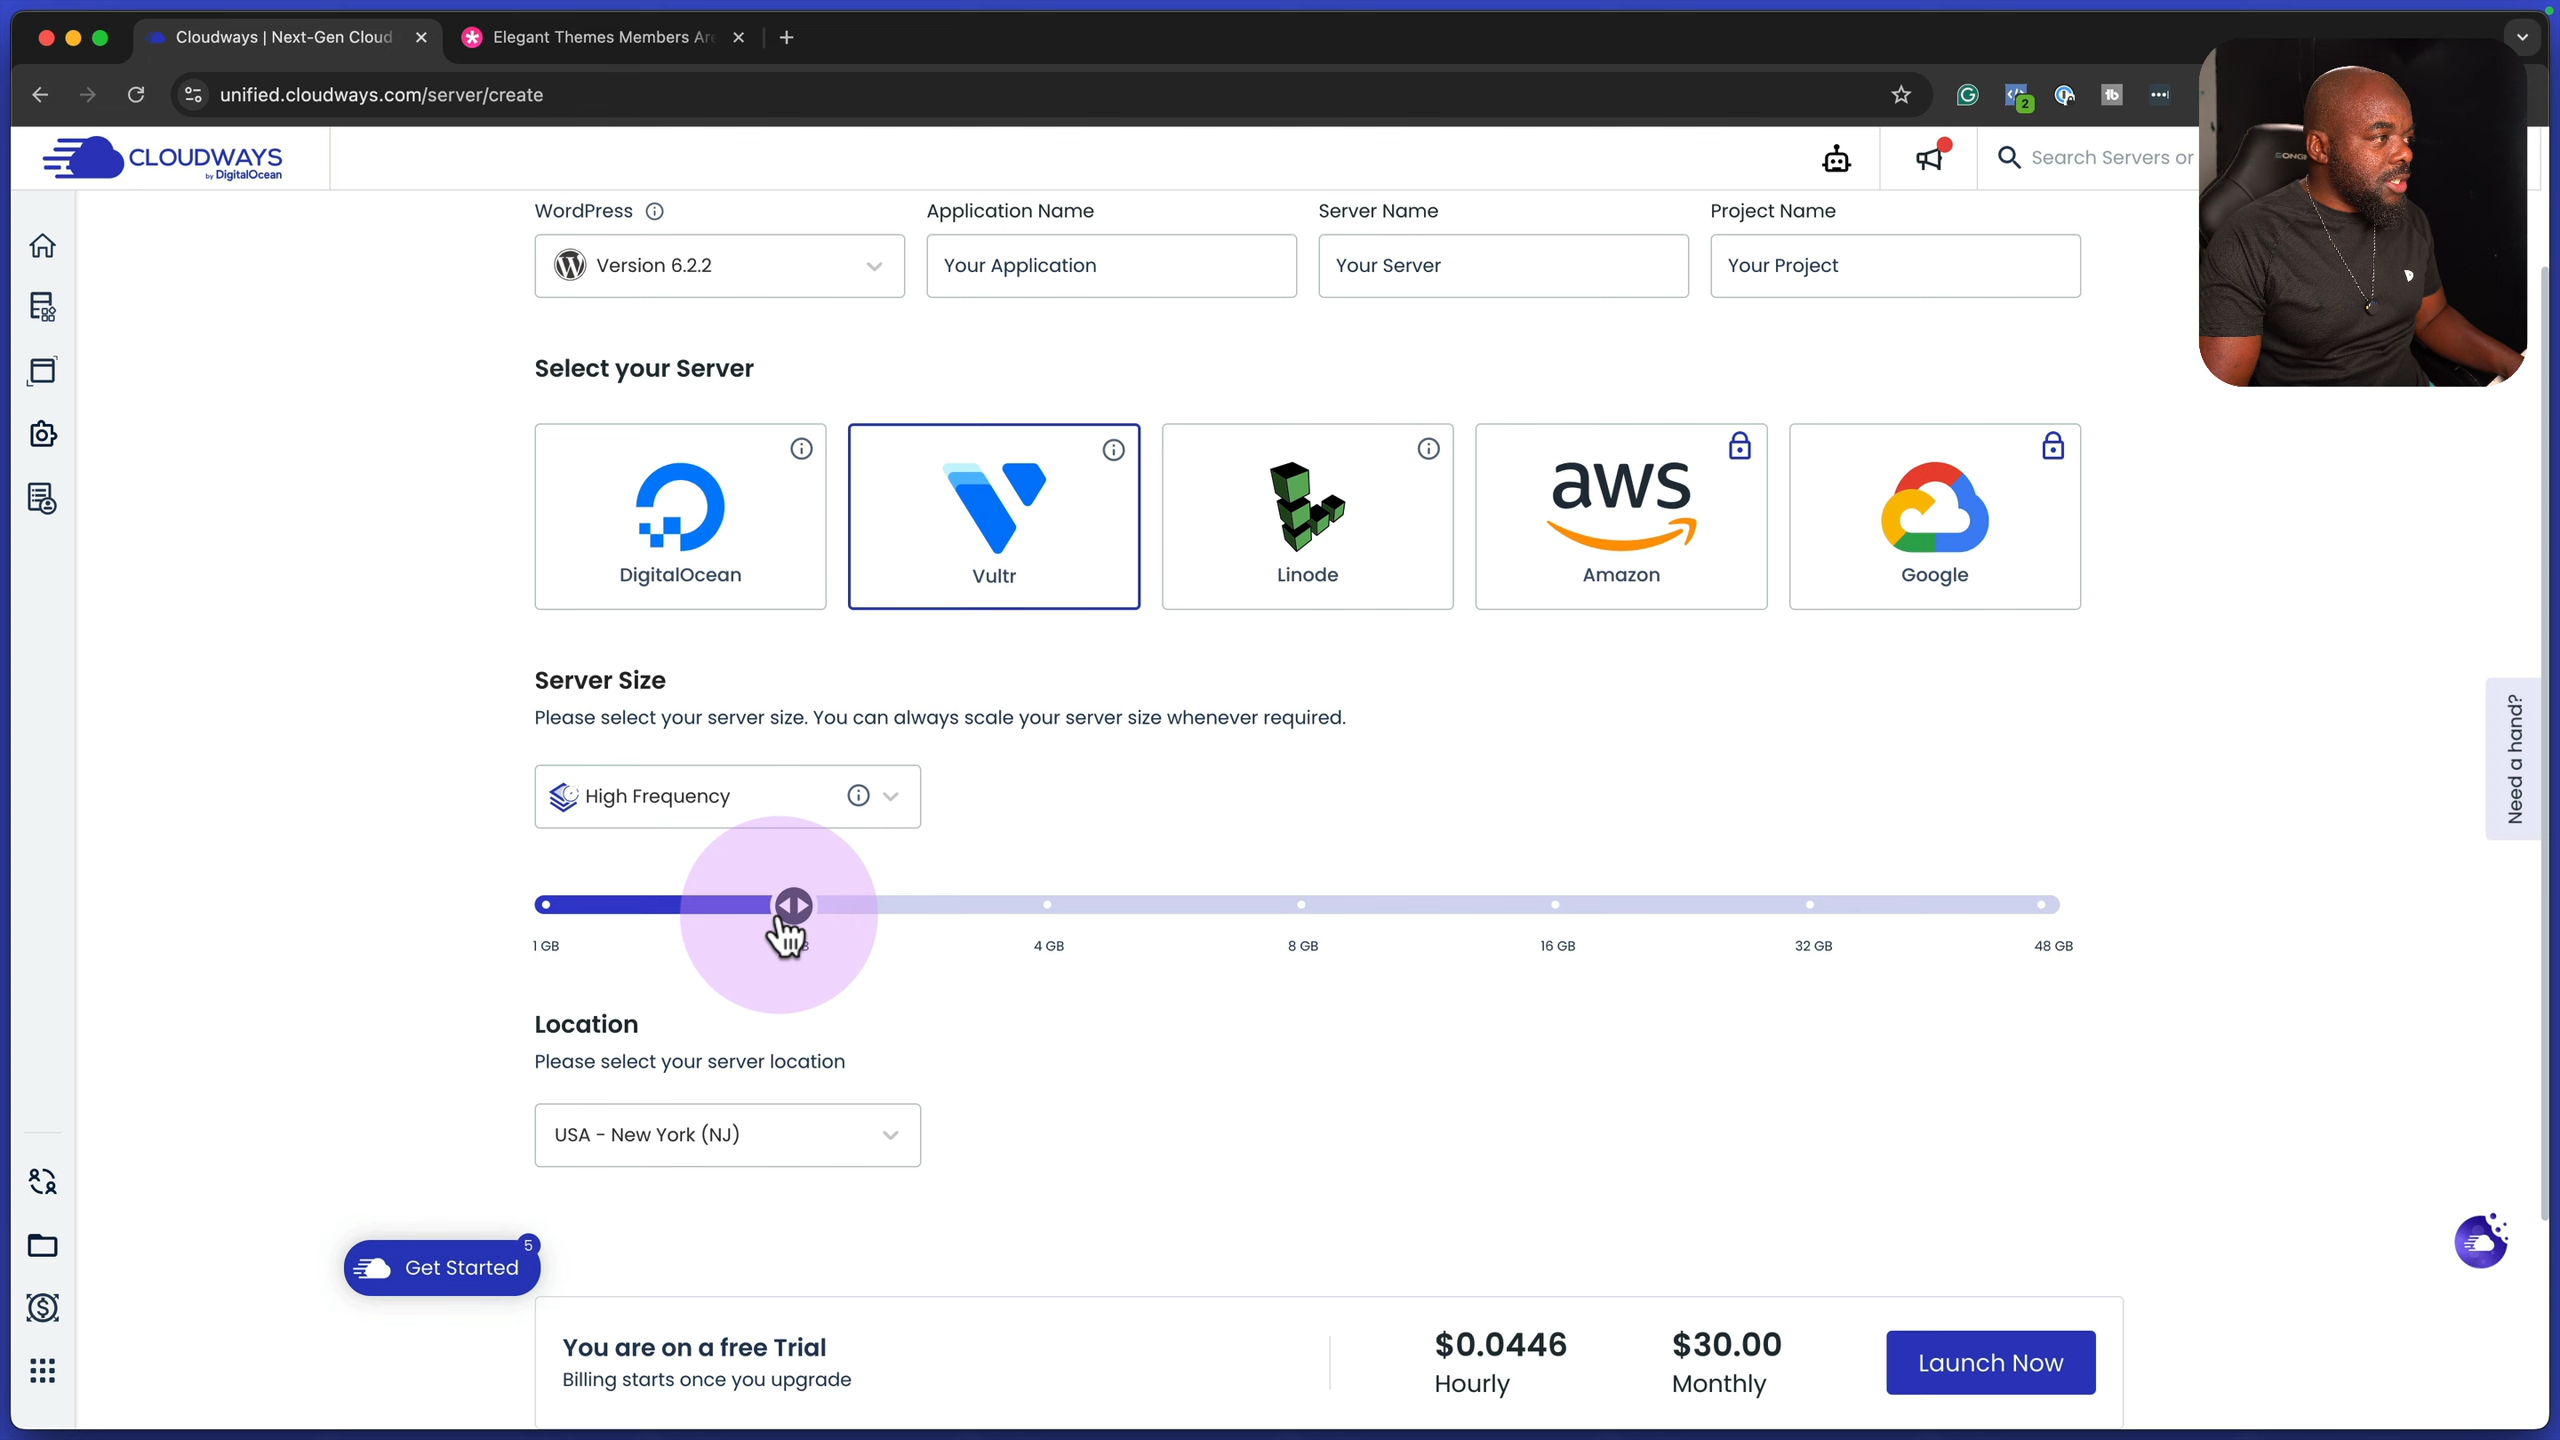 Cloudways | Next-Gen Cloud
Elegant Themes Members Are
unified.cloudways.com/server/create
2
CLOUDWAYS
by DigitalOcean
Search Servers or
WordPress
Application Name
Server Name
Project Name
Version 6.2.2
Your Application
Your Server
Your Project
Select your Server
DigitalOcean
Vultr
Linode
aws
Amazon
Google
Server Size
Please select your server size. You can always scale your server size whenever required.
High Frequency
1 GB
4 GB
8 GB
16 GB
32 GB
48 GB
Need a hand?
Location
Please select your server location
USA - New York (NJ)
Get Started
5
You are on a free Trial
Billing starts once you upgrade
$0.0446
Hourly
$30.00
Monthly
Launch Now